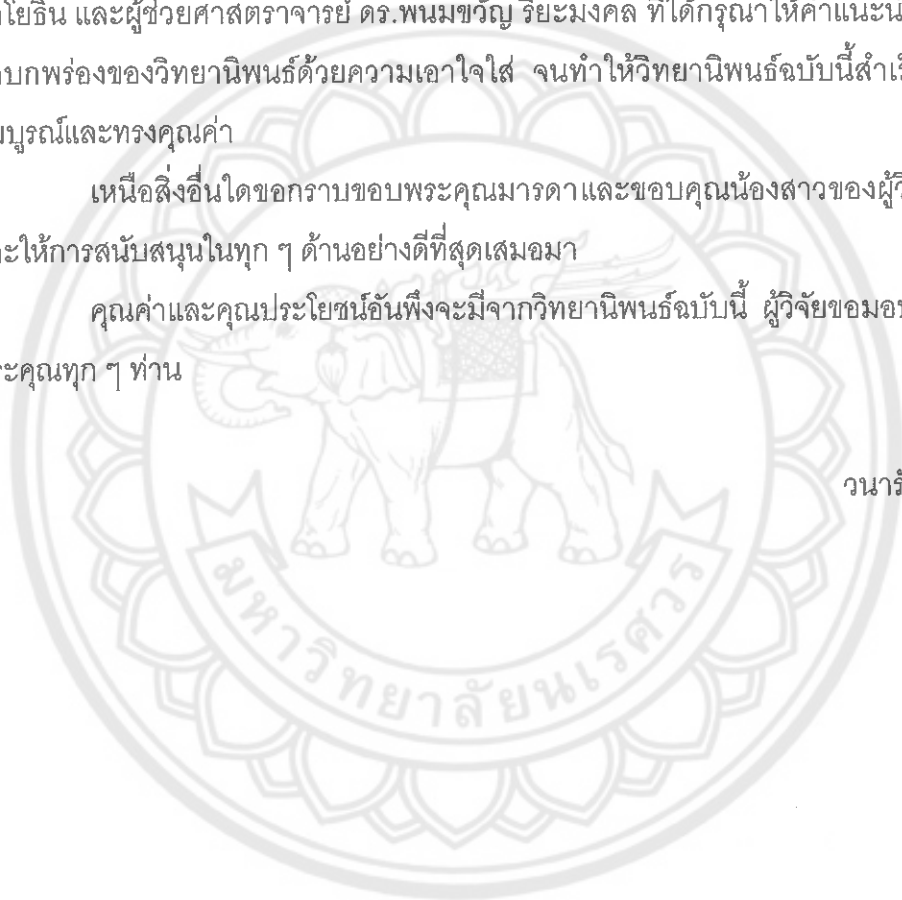 โยธิน และผู้ช่วยศาสตราจารย์ ดร.พนมขวัญ ริยะมงคล ที่ได้กรุณาให้คำแนะน
บกพร่องของวิทยานิพนธ์ด้วยความเอาใจใส่ จนทำให้วิทยานิพนธ์ฉบับนี้สำเร
บูรณ์และทรงคุณค่า
เหนือสิ่งอื่นใดขอกราบขอบพระคุณมารดาและขอบคุณน้องสาวของผู้วิ
ะให้การสนับสนุนในทุก ๆ ด้านอย่างดีที่สุดเสมอมา
คุณค่าและคุณประโยชน์อันพึงจะมีจากวิทยานิพนธ์ฉบับนี้ ผู้วิจัยขอมอบ
ะคุณทุก ๆ ท่าน
วนารั
มหาวิทยาลัยนเรศวร